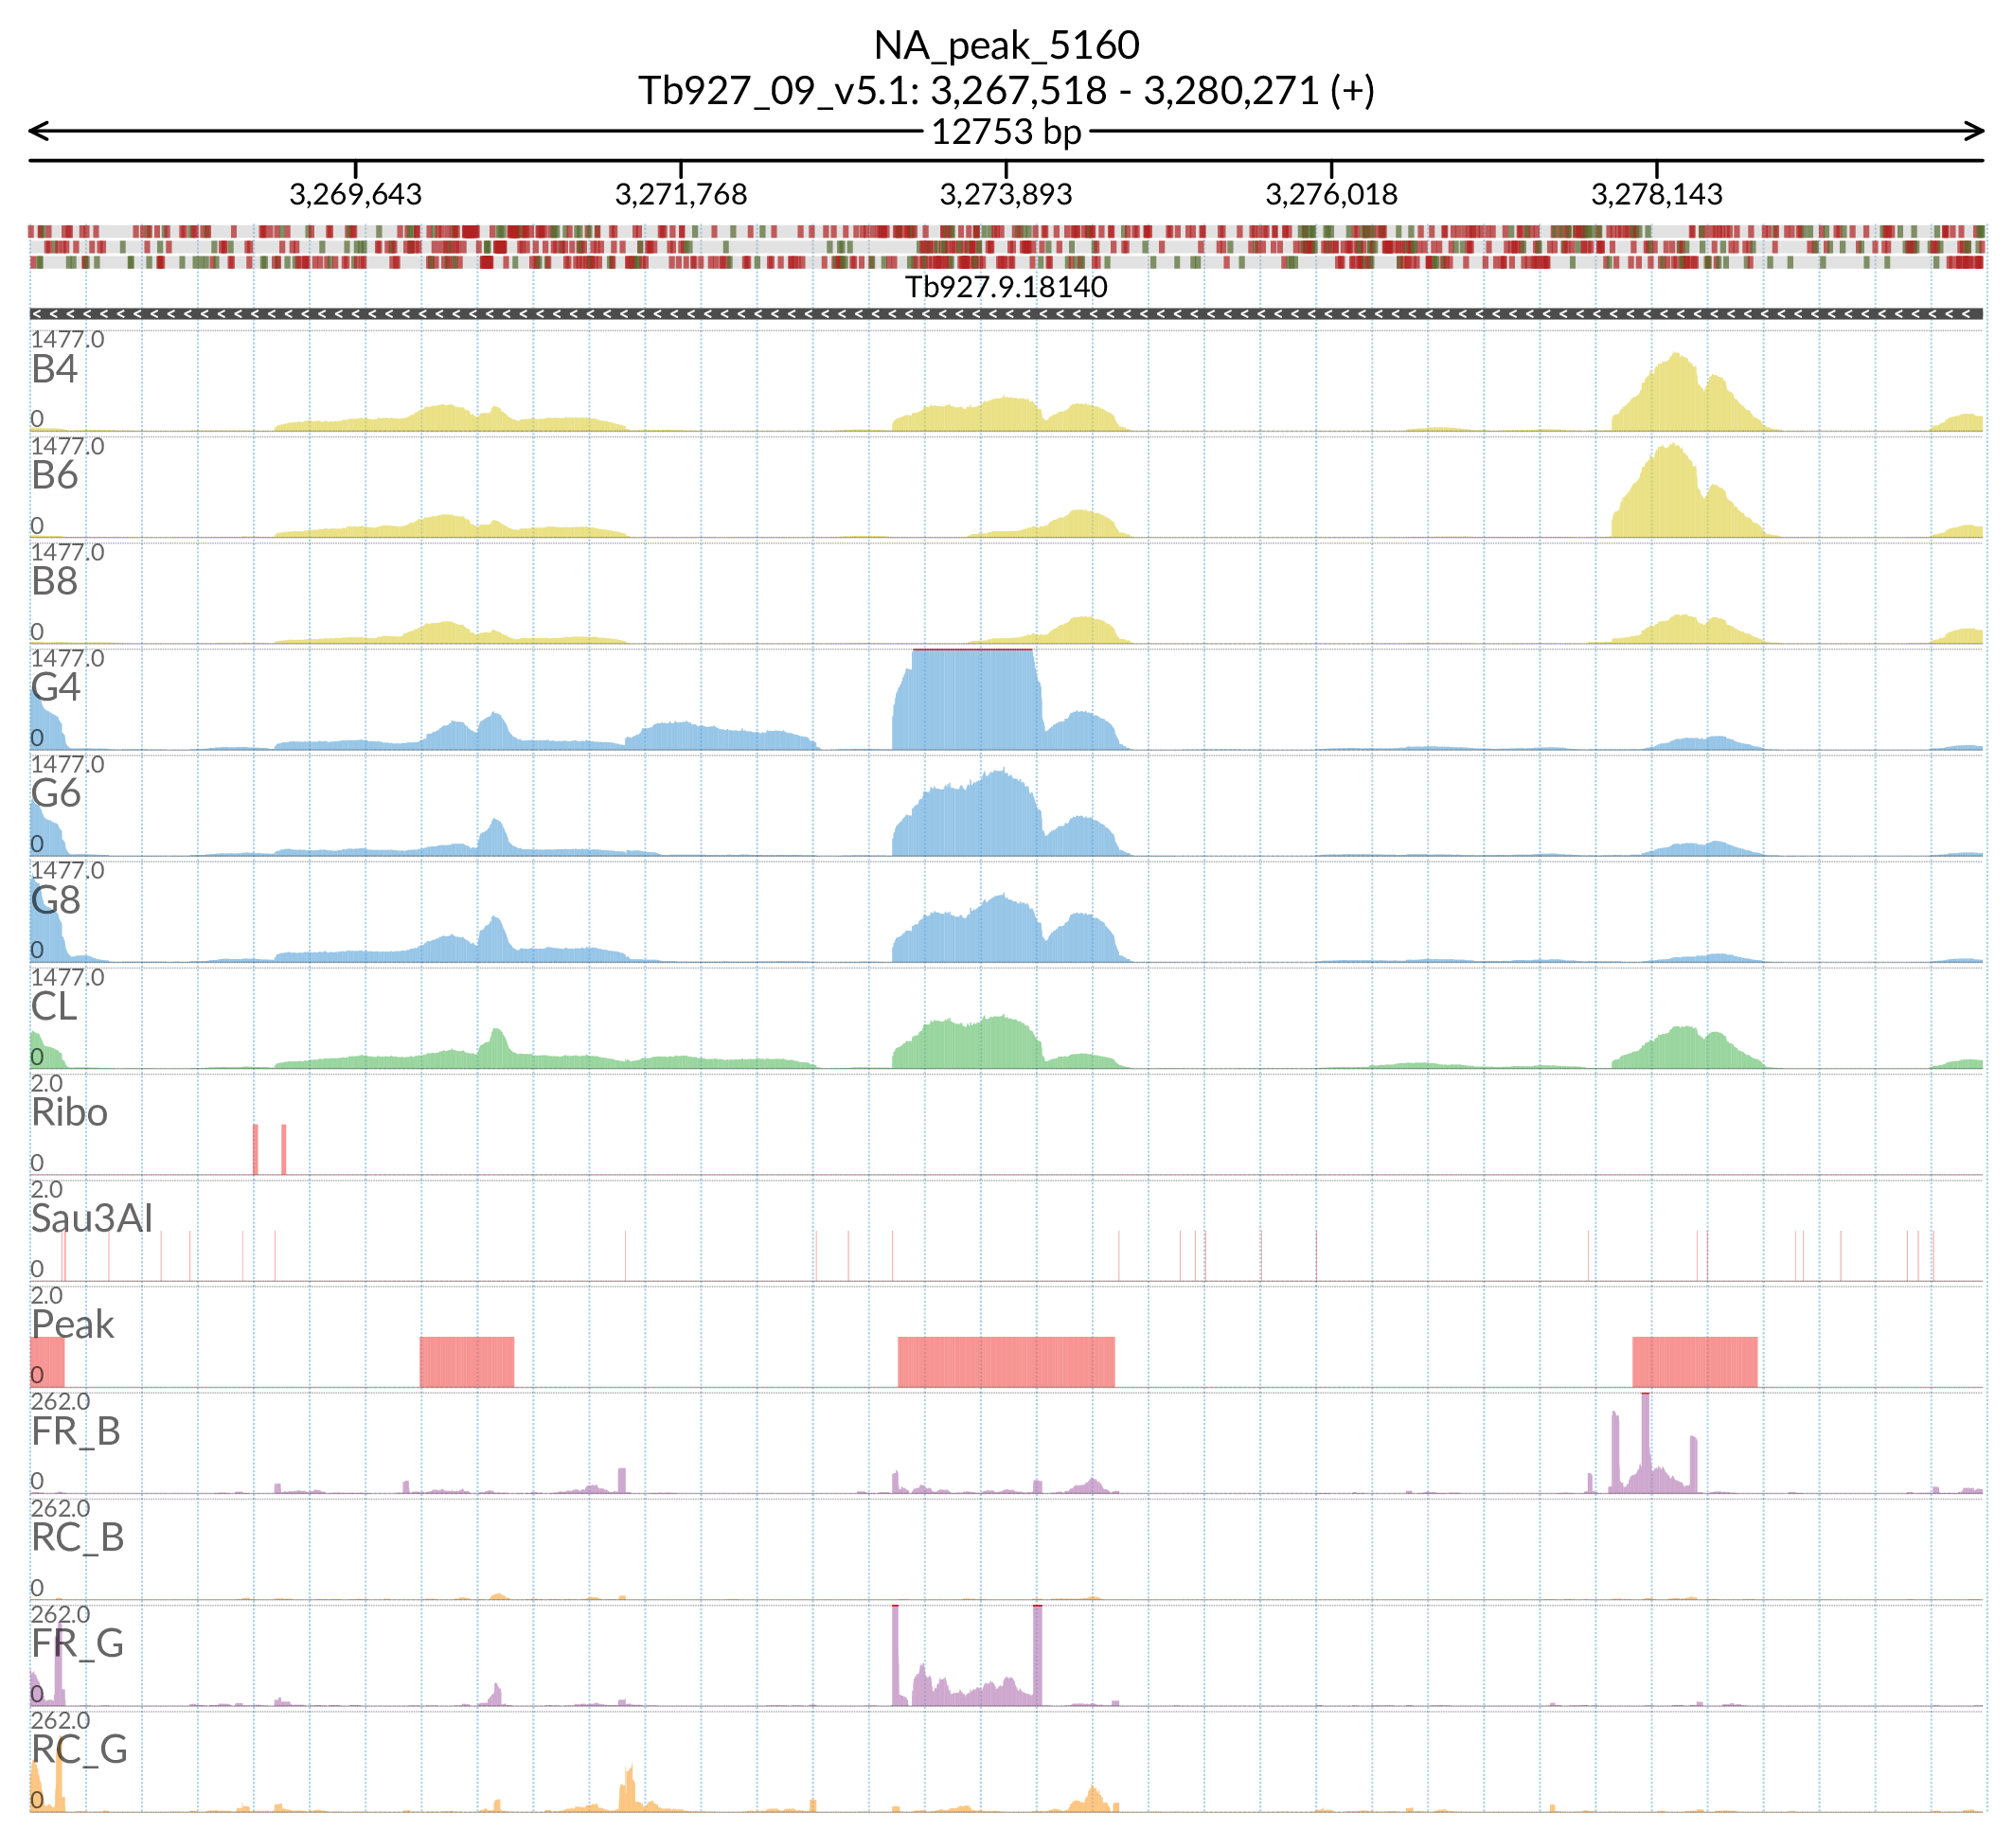 NA_peak_5160
Tb927_09_v5.1: 3,267,518 - 3,280,271 (+)
12753 bp
3,269,643 3,271,768 3,273,893 3,276,018 3,278,143
Tb927.9.18140
1477.0
B4
0
1477.0
B6
0
1477.0
B8
0
1477.0
G4
0
1477.0
G6
0
1477.0
G8
0
1477.0
CL
0
2.0
Ribo
0
2.0
Sau3AI
0
2.0
Peak
0
262.0
FR_B
0
262.0
RC_B
0
262.0
FR_G
0
262.0
RC_G
0